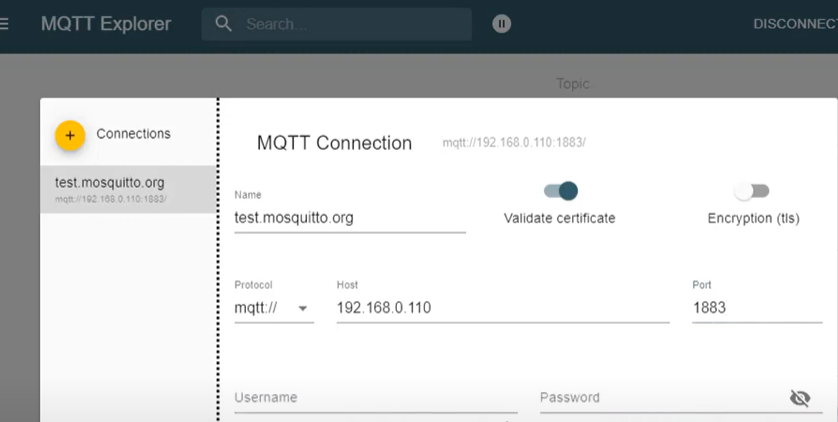 MQTT Explorer
Search...
DISCONNEC
Topic
+ Connections
test.mosquitto.org
mqtt://192.168.0.110:1883/
MQTT Connection mqtt://192.168.0.110:1883/
Name
test.mosquitto.org
Validate certificate
Encryption (tls)
Protocol Host Port
mqtt:// 192.168.0.110 1883
Username Password